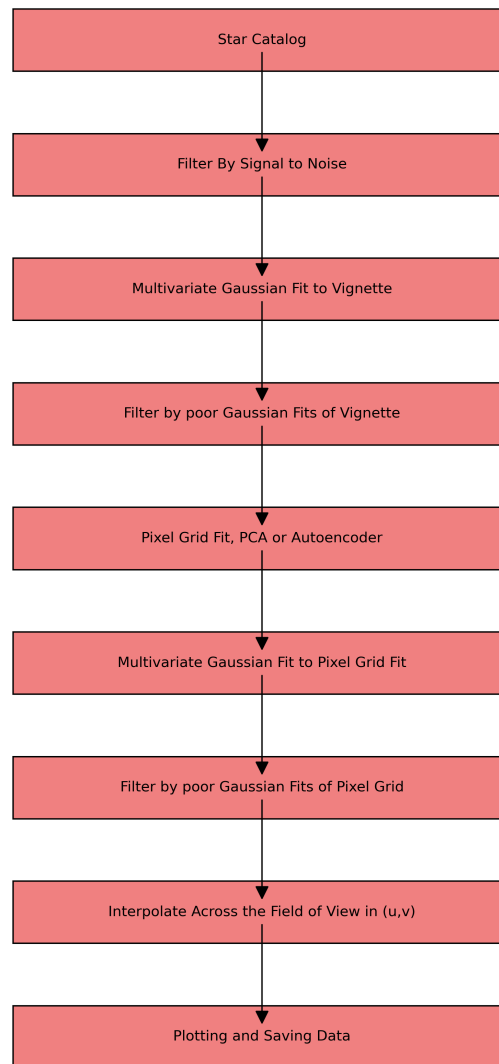 Star Catalog
Filter By Signal to Noise
Multivariate Gaussian Fit to Vignette
Filter by poor Gaussian Fits of Vignette
Pixel Grid Fit, PCA or Autoencoder
Multivariate Gaussian Fit to Pixel Grid Fit
Filter by poor Gaussian Fits of Pixel Grid
Interpolate Across the Field of View in (u,v)
Plotting and Saving Data